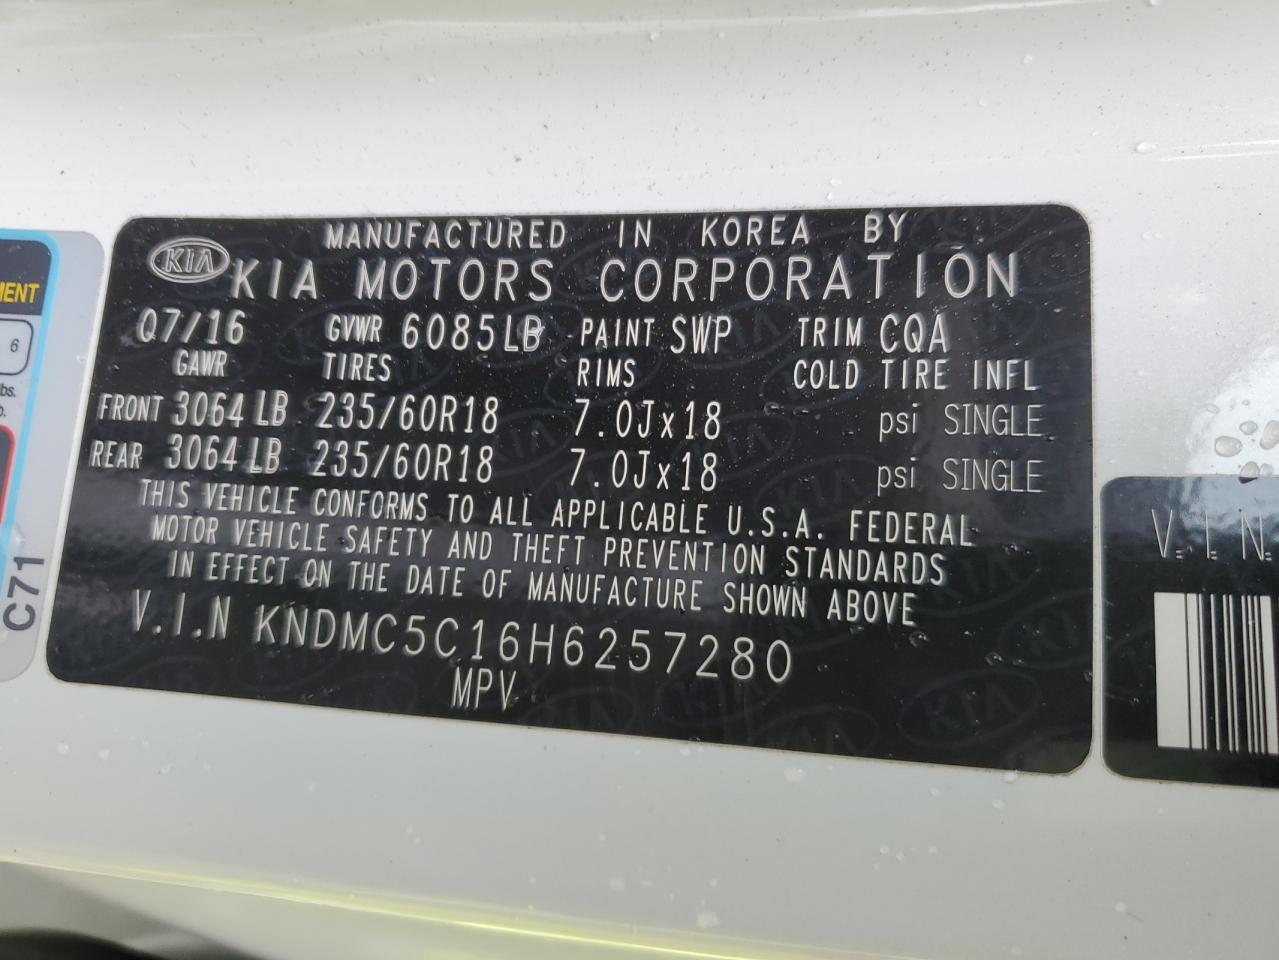 MANUFACTURED IN KOREA BY
KIA KIA MOTORS CORPORATION
07/16 GVWR 6085LB PAINT SWP TRIM CQA
GAWR TIRES RIMS COLD TIRE INFL
FRONT 3064 LB 235/60R18 7.0Jx18 psi SINGLE
REAR 3064 LB 235/60R18 7.0Jx18 psi SINGLE
THIS VEHICLE CONFORMS TO ALL APPLICABLE U.S.A. FEDERAL
MOTOR VEHICLE SAFETY AND THEFT PREVENTION STANDARDS
IN EFFECT ON THE DATE OF MANUFACTURE SHOWN ABOVE
V.I.N KNDMC5C16H6257280
MPV
MENT
6
lbs.
C71
V.I.N.